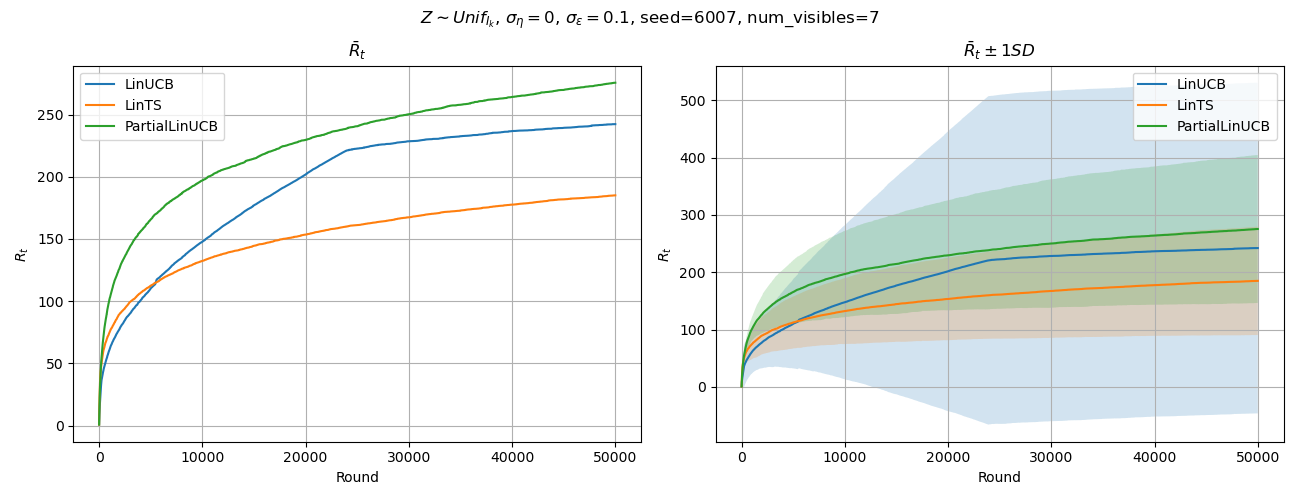 Z ∼ Unif_{I_k}, σ_η = 0, σ_ε = 0.1, seed=6007, num_visibles=7
R̄_t
LinUCB
LinTS
PartialLinUCB
R_t
250
200
150
100
50
0
0 10000 20000 30000 40000 50000
Round
R̄_t ± 1SD
LinUCB
LinTS
PartialLinUCB
R_t
500
400
300
200
100
0
0 10000 20000 30000 40000 50000
Round